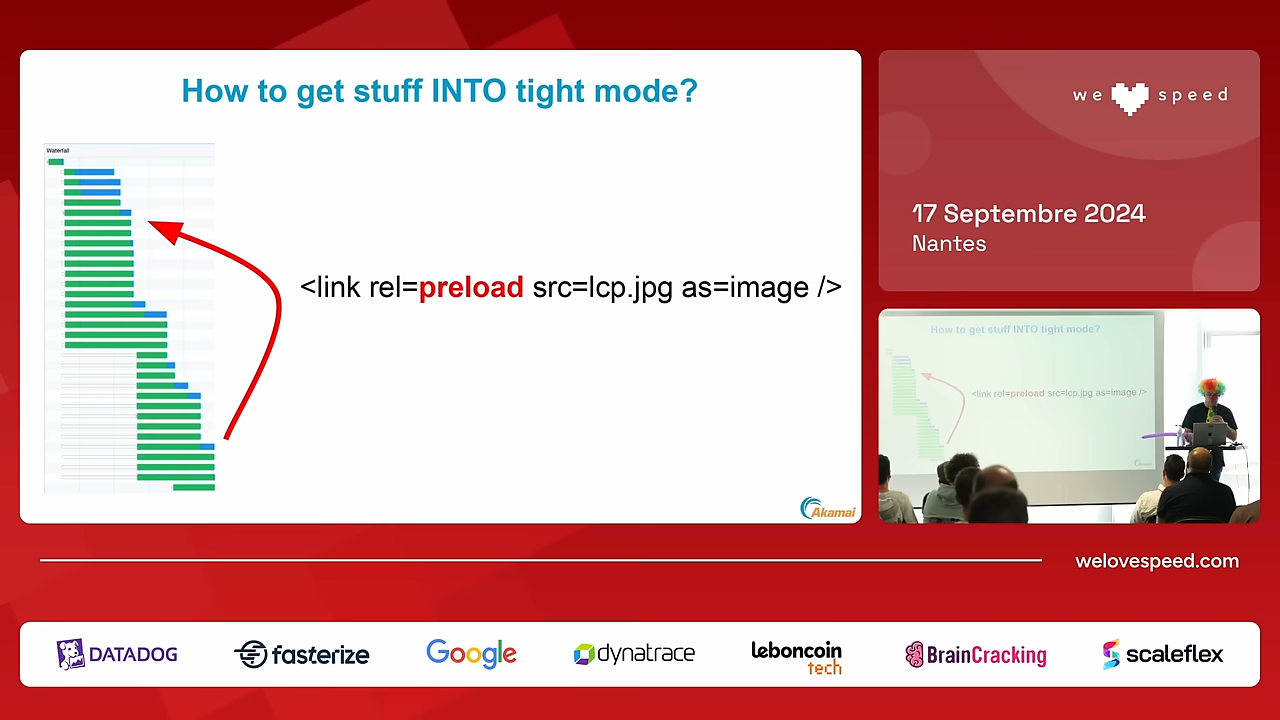 How to get stuff INTO tight mode?
Waterfall
<link rel=preload src=lcp.jpg as=image />
Akamai
we speed
17 Septembre 2024
Nantes
How to get stuff INTO tight mode?
<link rel=preload src=lcp.jpg as=image />
welovespeed.com
DATADOG
fasterize
Google
dynatrace
leboncoin
tech
BrainCracking
scaleflex